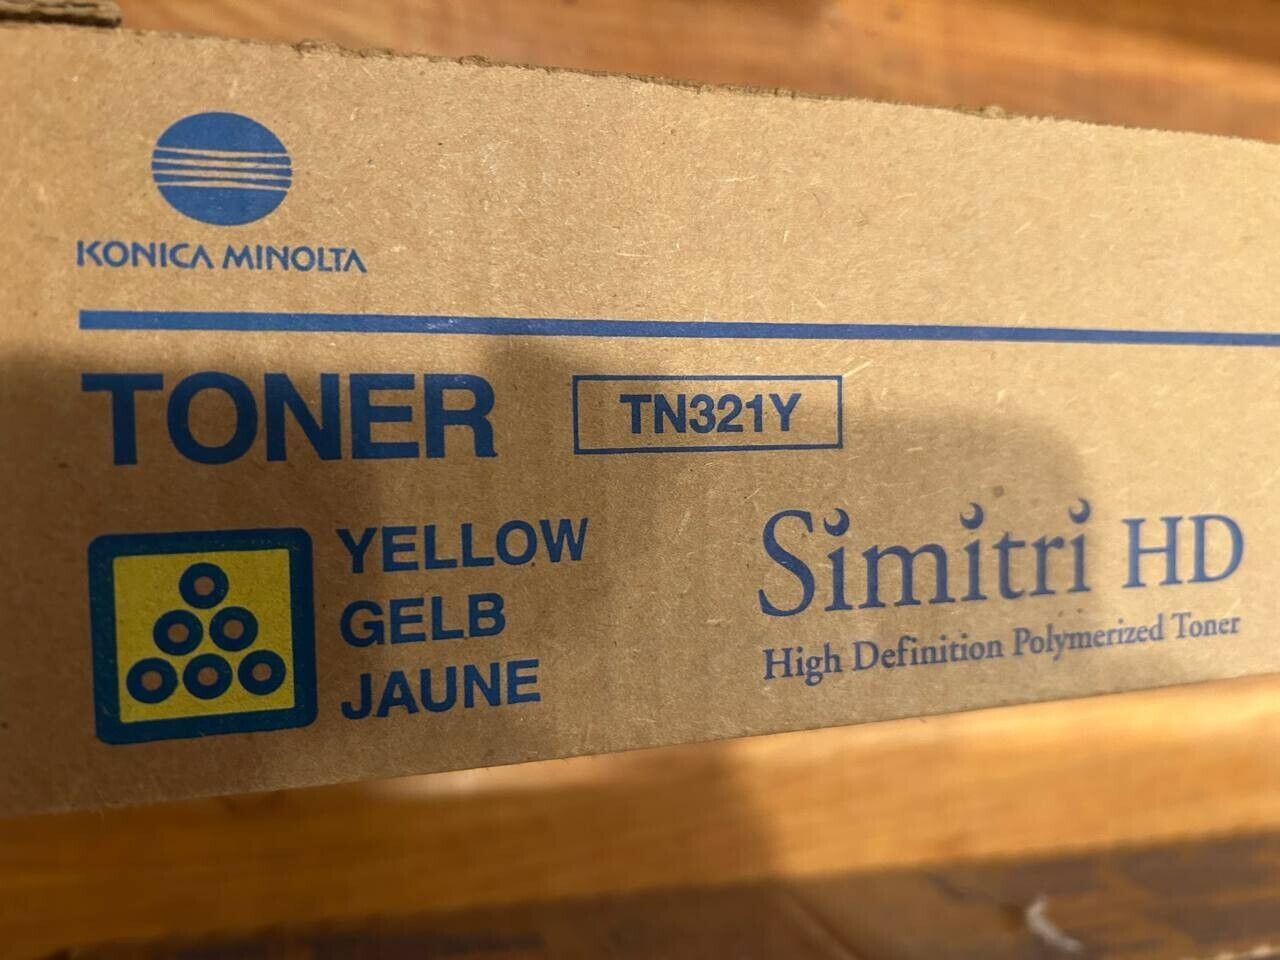 KONICA MINOLTA
TONER TN321Y
YELLOW
GELB
JAUNE
Simitri HD
High Definition Polymerized Toner